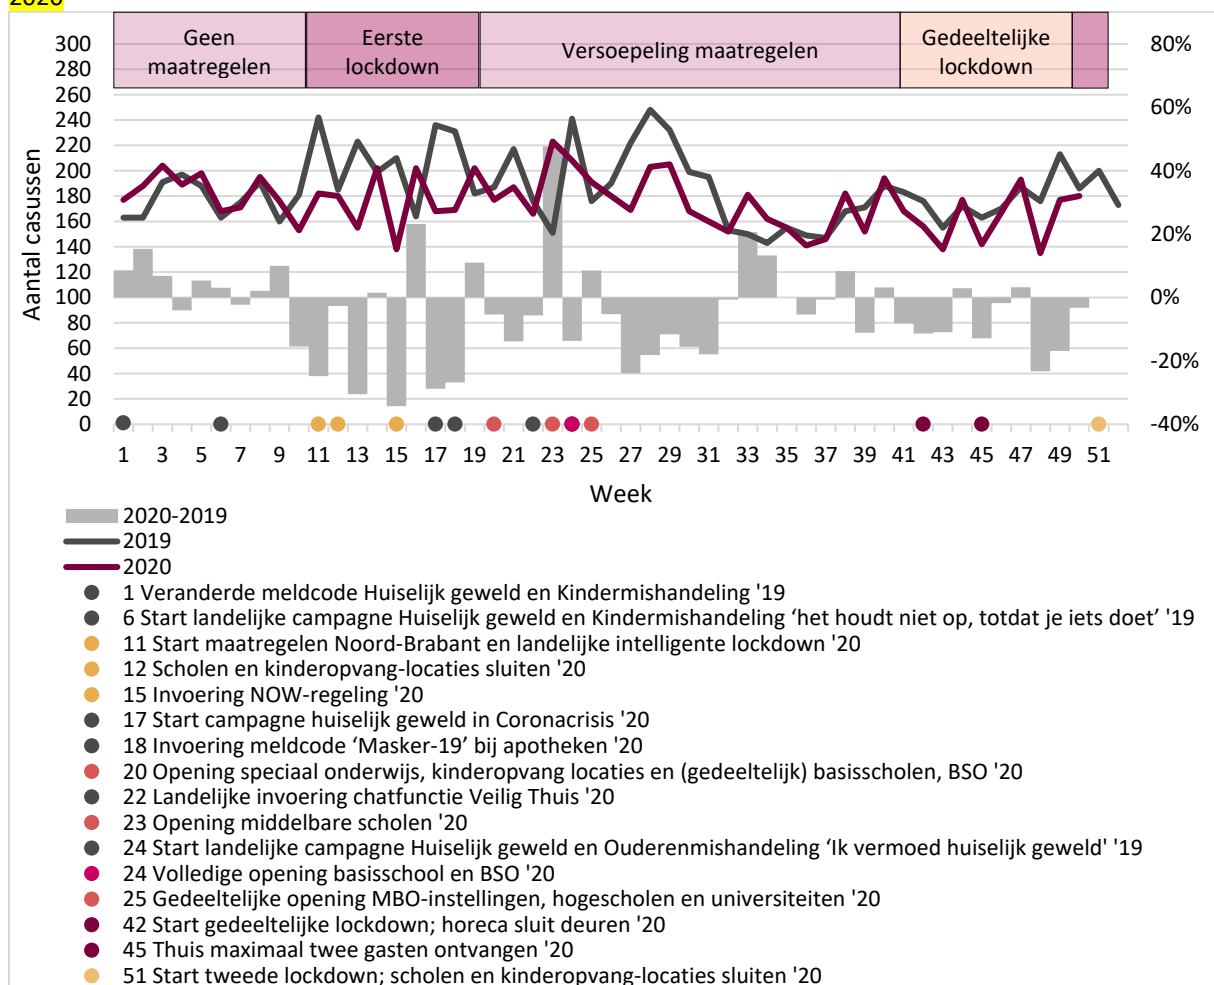 2020
Geen
maatregelen
Eerste
lockdown
Versoepeling maatregelen
Gedeeltelijke
lockdown
300
280
260
240
220
200
180
160
140
120
100
80
60
40
20
0
80%
60%
40%
20%
0%
-20%
-40%
Aantal casussen
1 3 5 7 9 11 13 15 17 19 21 23 25 27 29 31 33 35 37 39 41 43 45 47 49 51
Week
2020-2019
2019
2020
1 Veranderde meldcode Huiselijk geweld en Kindermishandeling '19
6 Start landelijke campagne Huiselijk geweld en Kindermishandeling ‘het houdt niet op, totdat je iets doet’ '19
11 Start maatregelen Noord-Brabant en landelijke intelligente lockdown '20
12 Scholen en kinderopvang-locaties sluiten '20
15 Invoering NOW-regeling '20
17 Start campagne huiselijk geweld in Coronacrisis '20
18 Invoering meldcode ‘Masker-19’ bij apotheken '20
20 Opening speciaal onderwijs, kinderopvang locaties en (gedeeltelijk) basisscholen, BSO '20
22 Landelijke invoering chatfunctie Veilig Thuis '20
23 Opening middelbare scholen '20
24 Start landelijke campagne Huiselijk geweld en Ouderenmishandeling ‘Ik vermoed huiselijk geweld' '19
24 Volledige opening basisschool en BSO '20
25 Gedeeltelijke opening MBO-instellingen, hogescholen en universiteiten '20
42 Start gedeeltelijke lockdown; horeca sluit deuren '20
45 Thuis maximaal twee gasten ontvangen '20
51 Start tweede lockdown; scholen en kinderopvang-locaties sluiten '20